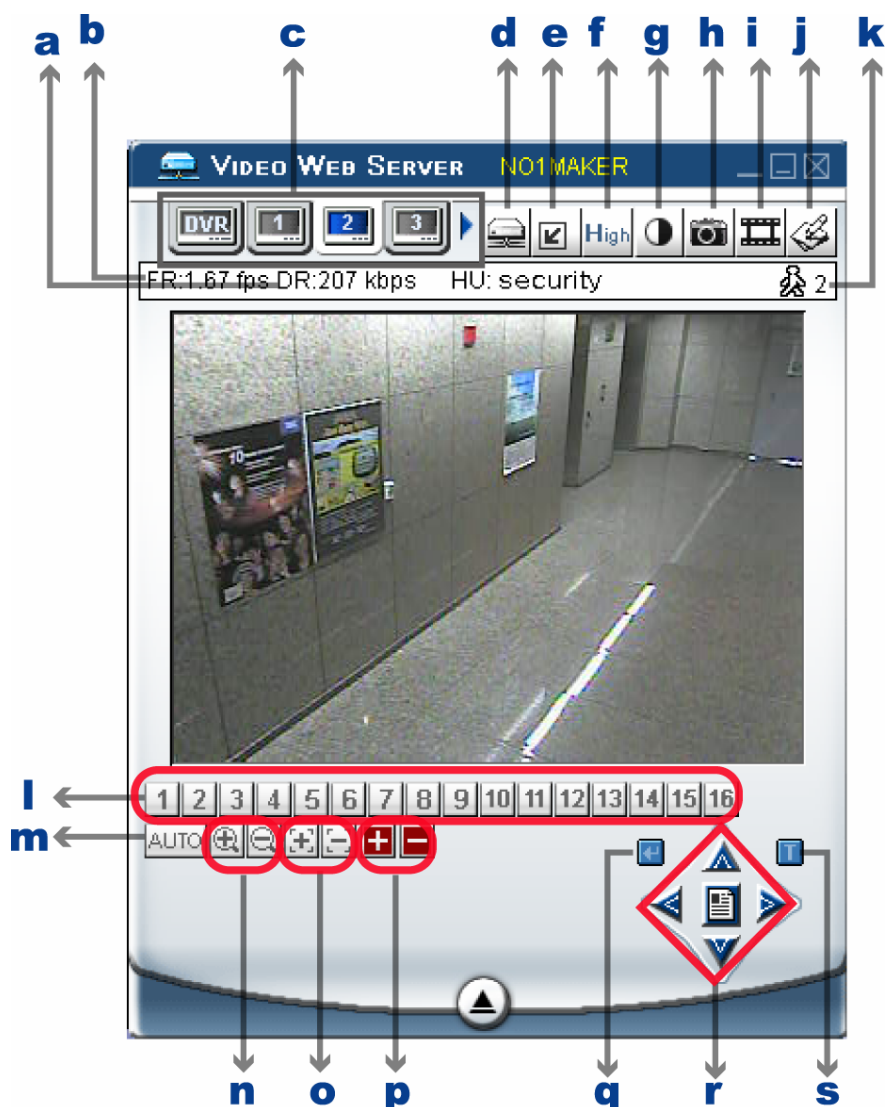 a b c d e f g h i j k
VIDEO WEB SERVER NO1MAKER
DVR 1 2 3 High
FR:1.67 fps DR:207 kbps HU: security 2
10
l 1 2 3 4 5 6 7 8 9 10 11 12 13 14 15 16
m AUTO
T
n o p q r s